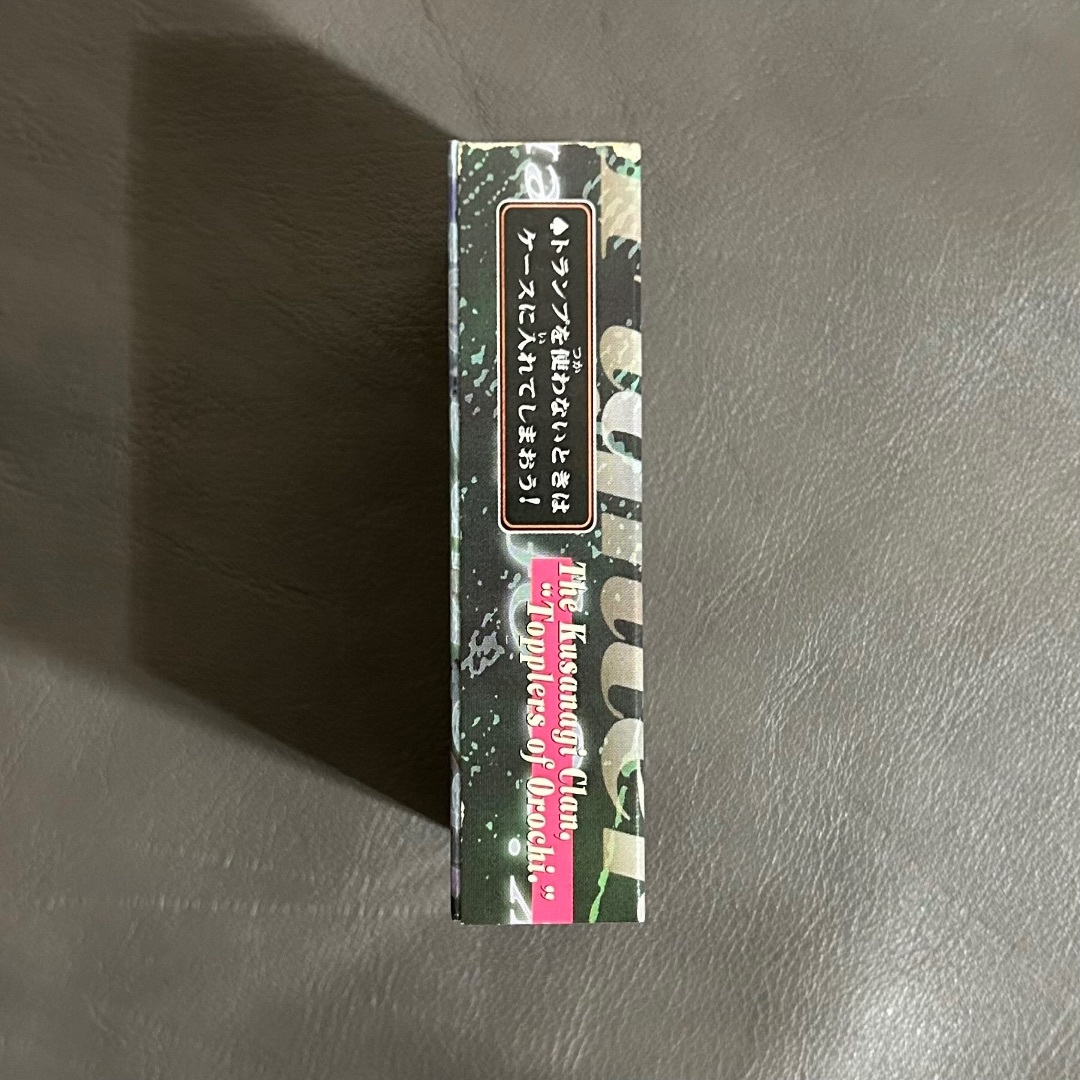 ♠トランプを使わないときは
ケースに入れてしまおう！
The Kusanagi Clan,
“Topplers of Orochi.”